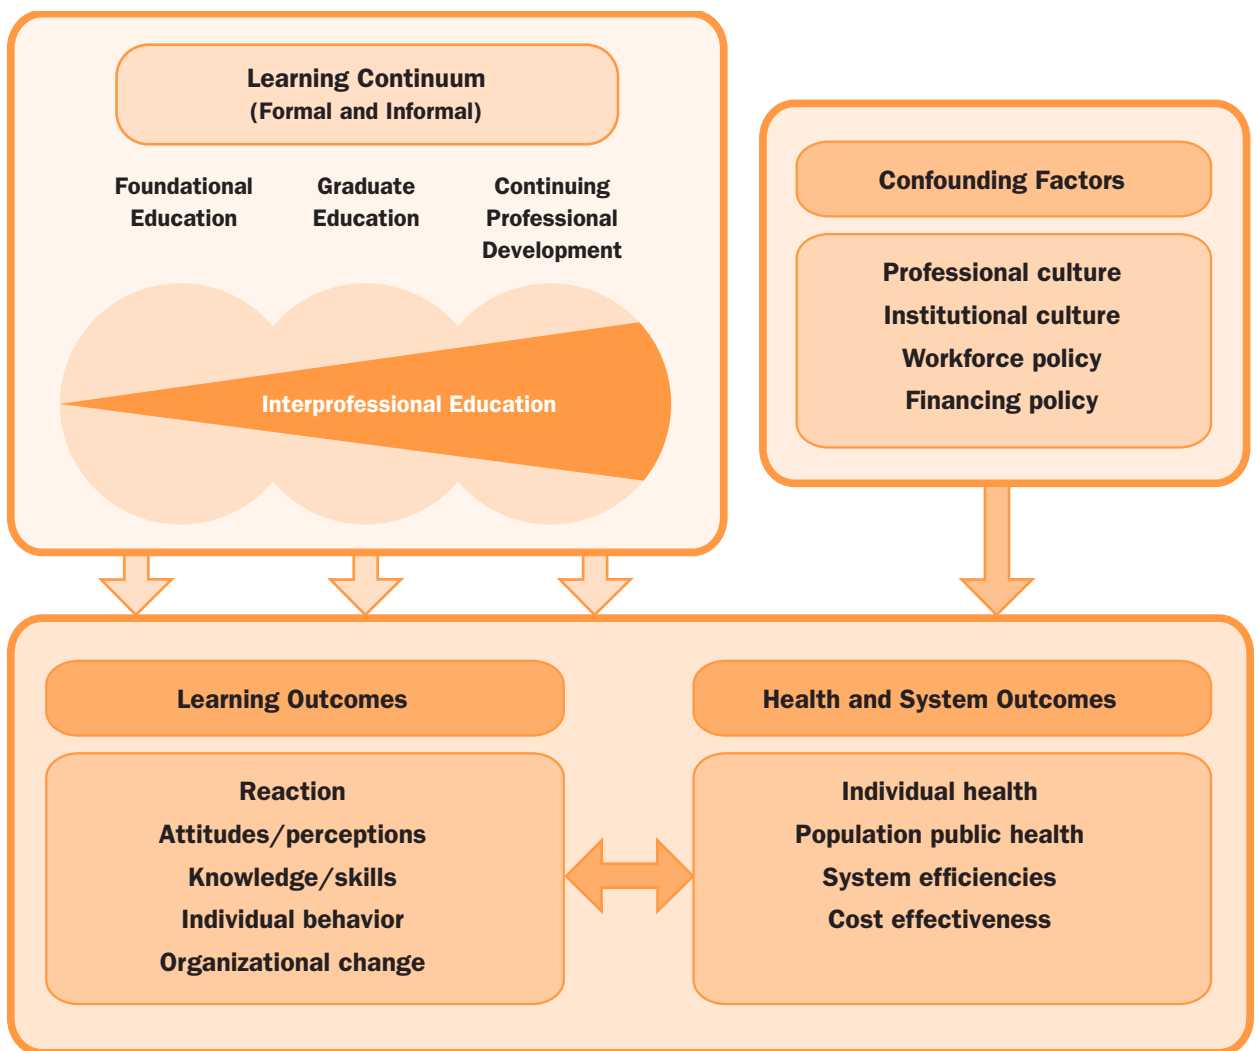 Learning Continuum
(Formal and Informal)
Foundational
Education
Graduate
Education
Continuing
Professional
Development
Interprofessional Education
Confounding Factors
Professional culture
Institutional culture
Workforce policy
Financing policy
Learning Outcomes
Reaction
Attitudes/perceptions
Knowledge/skills
Individual behavior
Organizational change
Health and System Outcomes
Individual health
Population public health
System efficiencies
Cost effectiveness